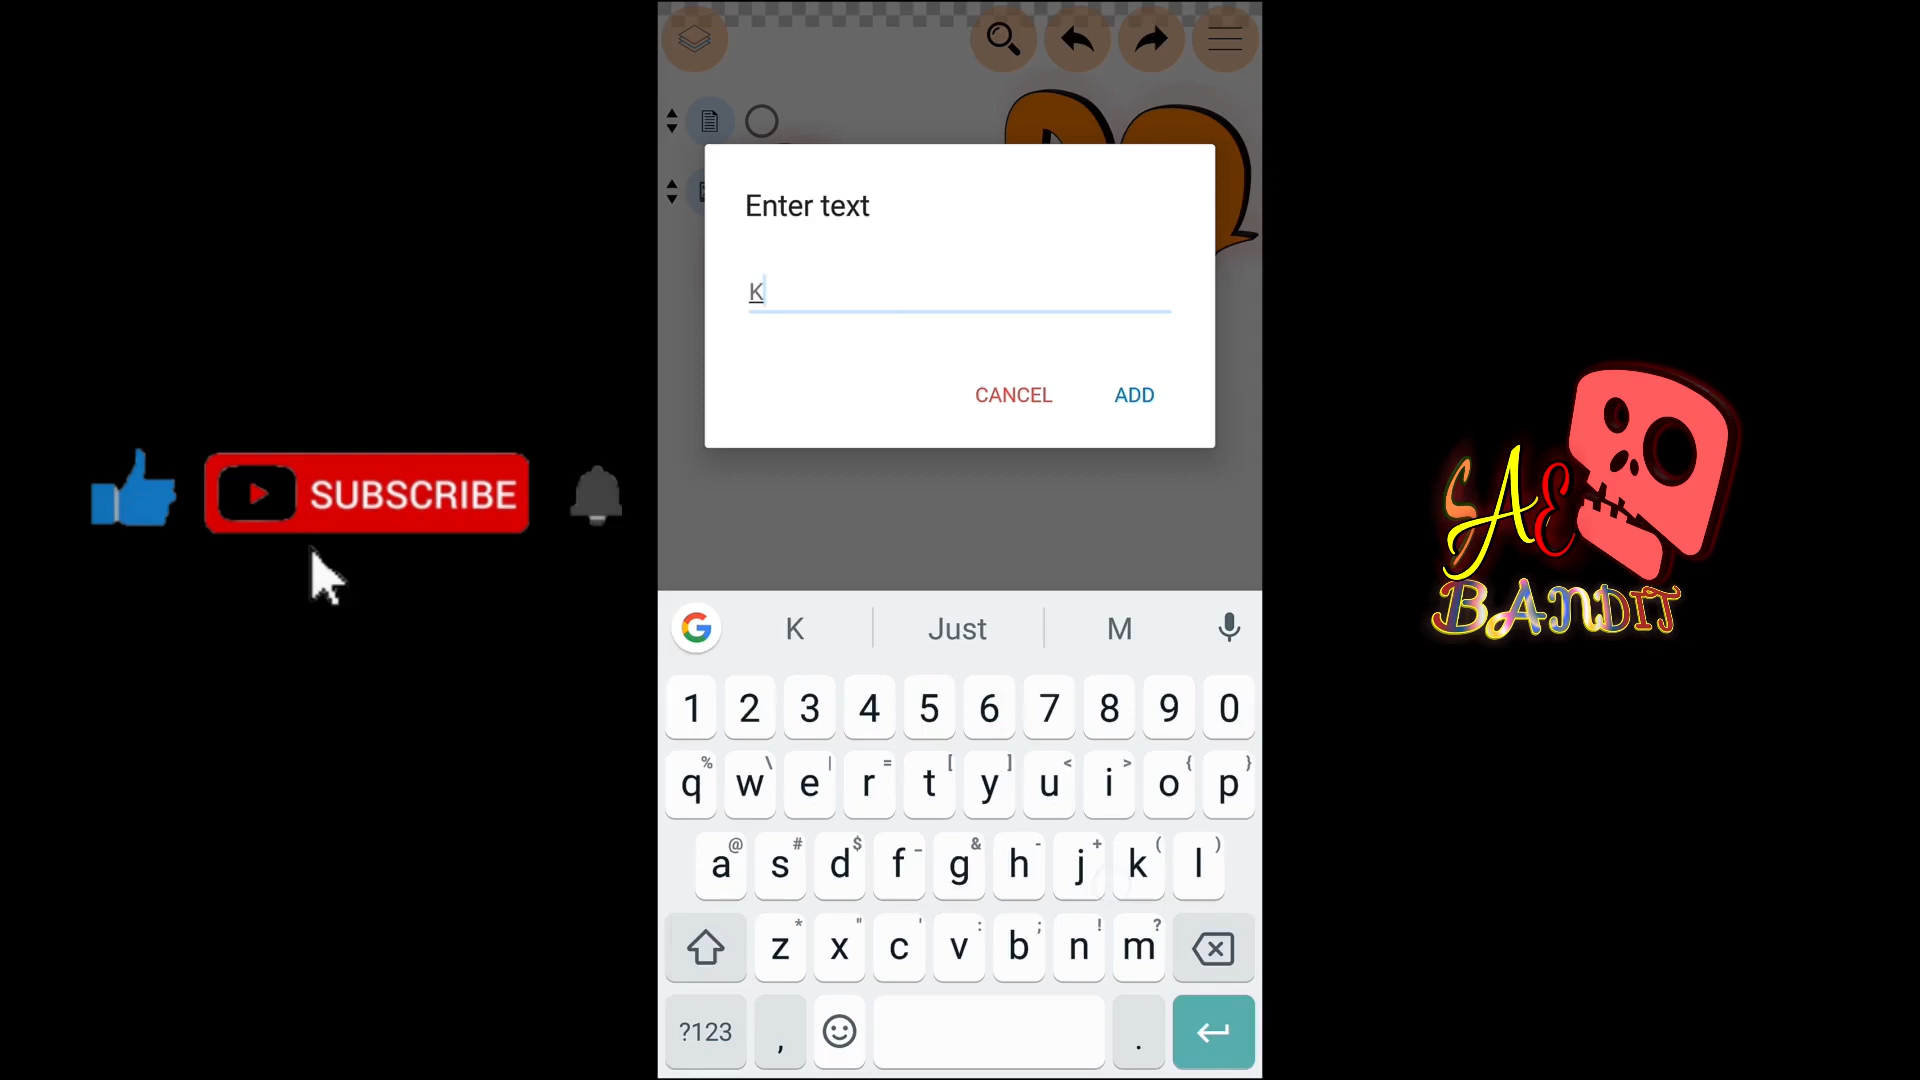 Enter text
K
CANCEL ADD
SUBSCRIBE
SAE
BANDIT
K Just M
1 2 3 4 5 6 7 8 9 0
% \ | = [ ] < > { }
q w e r t y u i o p
@ # $ _ & - + ( )
a s d f g h j k l
* " ' : ; ! ?
z x c v b n m
?123 , .